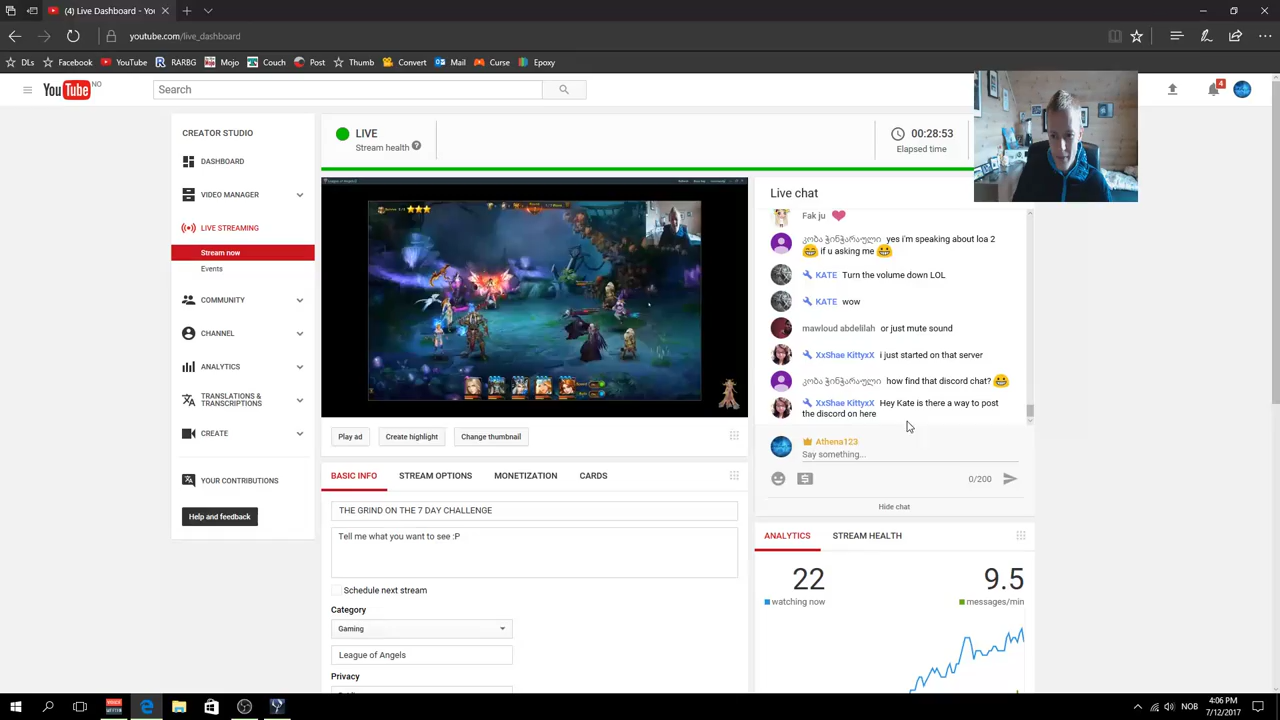 (4) Live Dashboard - Yo
youtube.com/live_dashboard
DLs Facebook YouTube RARBG Mojo Couch Post Thumb Convert Mail Curse Epoxy
YouTube NO
Search
4
CREATOR STUDIO
DASHBOARD
VIDEO MANAGER
LIVE STREAMING
Stream now
Events
COMMUNITY
CHANNEL
ANALYTICS
TRANSLATIONS &
TRANSCRIPTIONS
CREATE
YOUR CONTRIBUTIONS
Help and feedback
LIVE
Stream health
00:28:53
Elapsed time
Play ad
Create highlight
Change thumbnail
BASIC INFO STREAM OPTIONS MONETIZATION CARDS
THE GRIND ON THE 7 DAY CHALLENGE
Tell me what you want to see :P
Schedule next stream
Category
Gaming
League of Angels
Privacy
Live chat
Fak ju
yes i'm speaking about loa 2
if u asking me
KATE Turn the volume down LOL
KATE wow
mawloud abdelilah or just mute sound
XxShae KittyxX i just started on that server
how find that discord chat?
XxShae KittyxX Hey Kate is there a way to post
the discord on here
Athena123
Say something...
0/200
Hide chat
ANALYTICS STREAM HEALTH
22
watching now
9.5
messages/min
NOB
4:06 PM
7/12/2017